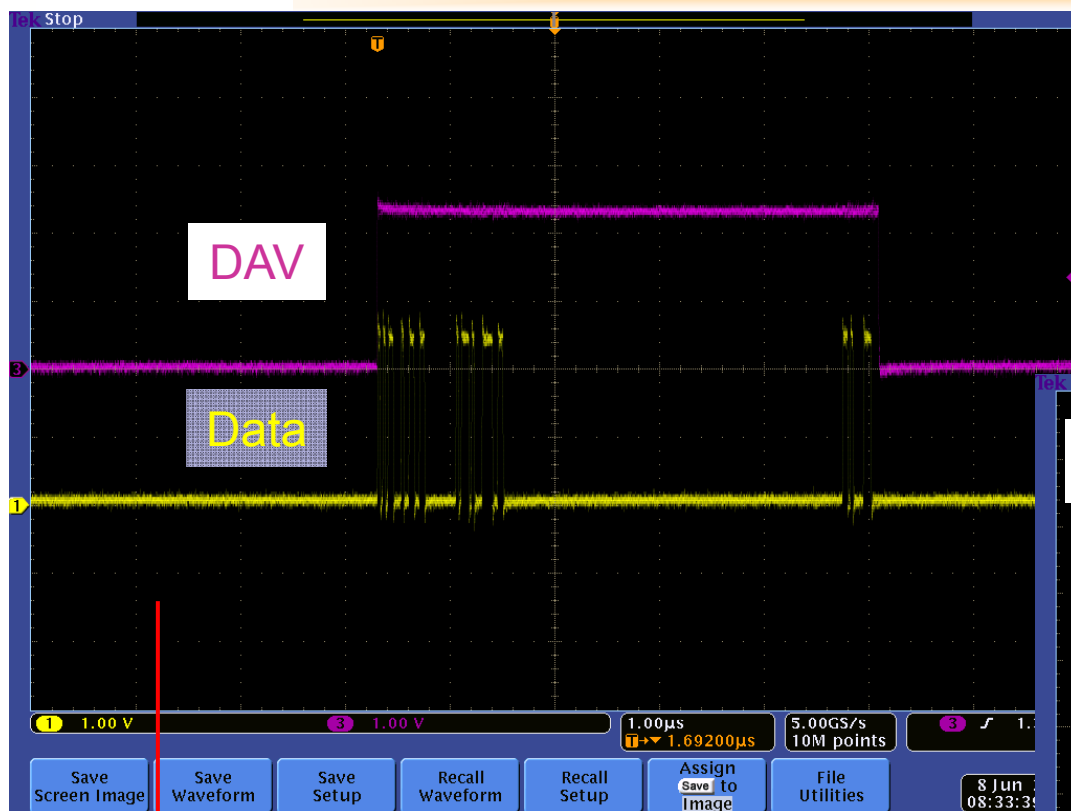 Tek Stop
T
DAV
3
Data
Tek
1
1 1.00 V 3 1.00 V 1.00µs 5.00GS/s 3 1.
T→▼ 1.69200µs 10M points
Save Screen Image
Save Waveform
Save Setup
Recall Waveform
Recall Setup
Assign Save to Image
File Utilities
8 Jun
08:33:39